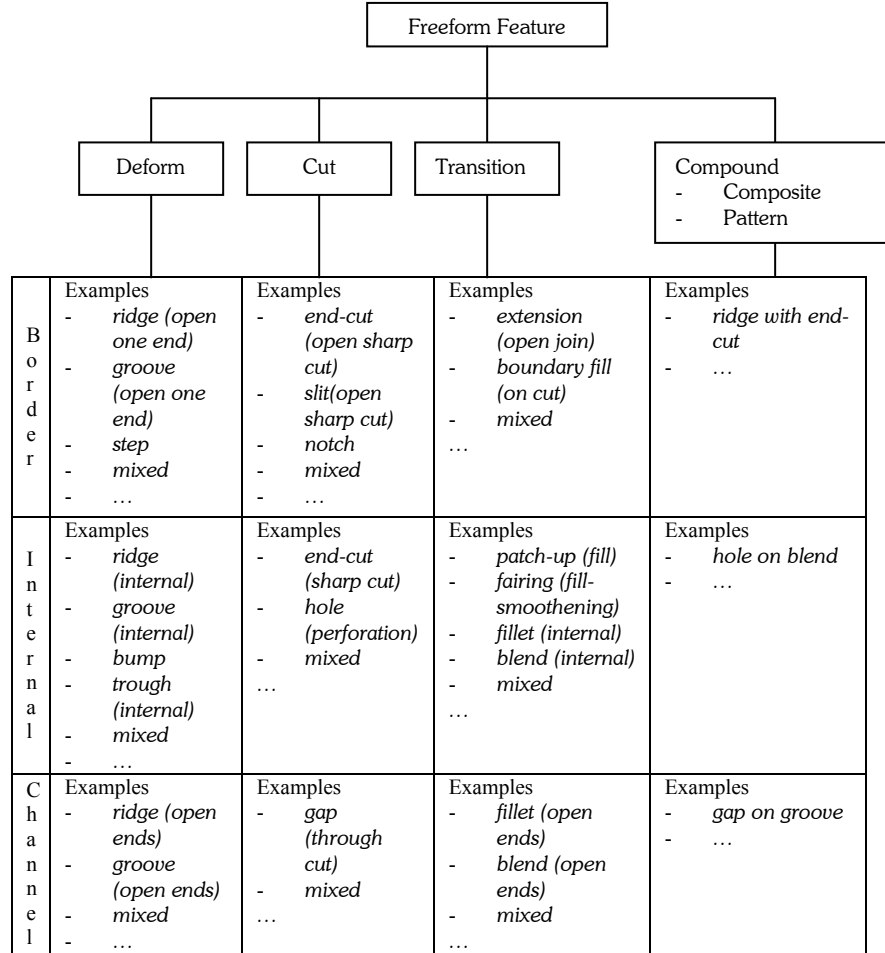 Freeform Feature
Deform
Cut
Transition
Compound
- Composite
- Pattern
Border
Examples
- ridge (open
one end)
- groove
(open one
end)
- step
- mixed
- …
Examples
- end-cut
(open sharp
cut)
- slit(open
sharp cut)
- notch
- mixed
- …
Examples
- extension
(open join)
- boundary fill
(on cut)
- mixed
…
Examples
- ridge with end-
cut
- …
Internal
Examples
- ridge
(internal)
- groove
(internal)
- bump
- trough
(internal)
- mixed
- …
Examples
- end-cut
(sharp cut)
- hole
(perforation)
- mixed
…
Examples
- patch-up (fill)
- fairing (fill-
smoothening)
- fillet (internal)
- blend (internal)
- mixed
…
Examples
- hole on blend
- …
Channel
Examples
- ridge (open
ends)
- groove
(open ends)
- mixed
- …
Examples
- gap
(through
cut)
- mixed
…
Examples
- fillet (open
ends)
- blend (open
ends)
- mixed
…
Examples
- gap on groove
- …